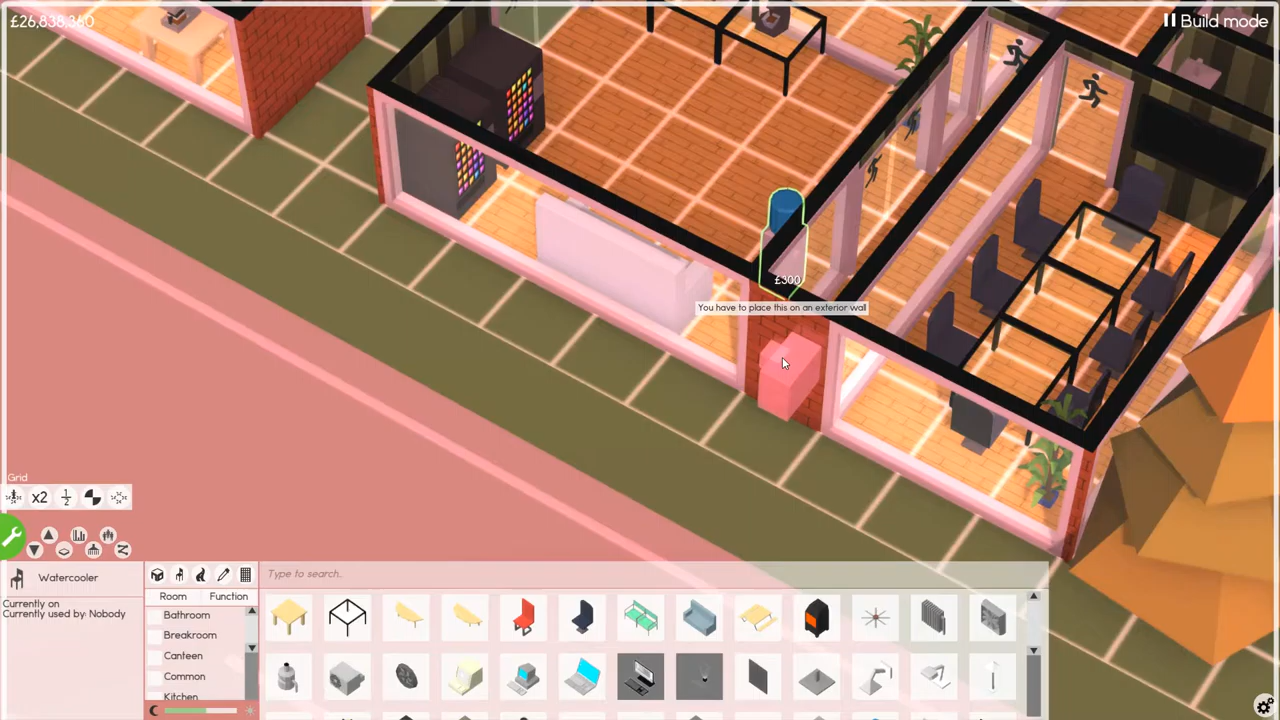 £26,838,360
Build mode
£300
You have to place this on an exterior wall
Grid
x2
1/2
Watercooler
Currently on
Currently used by: Nobody
Room
Function
Bathroom
Breakroom
Canteen
Common
Kitchen
Type to search..